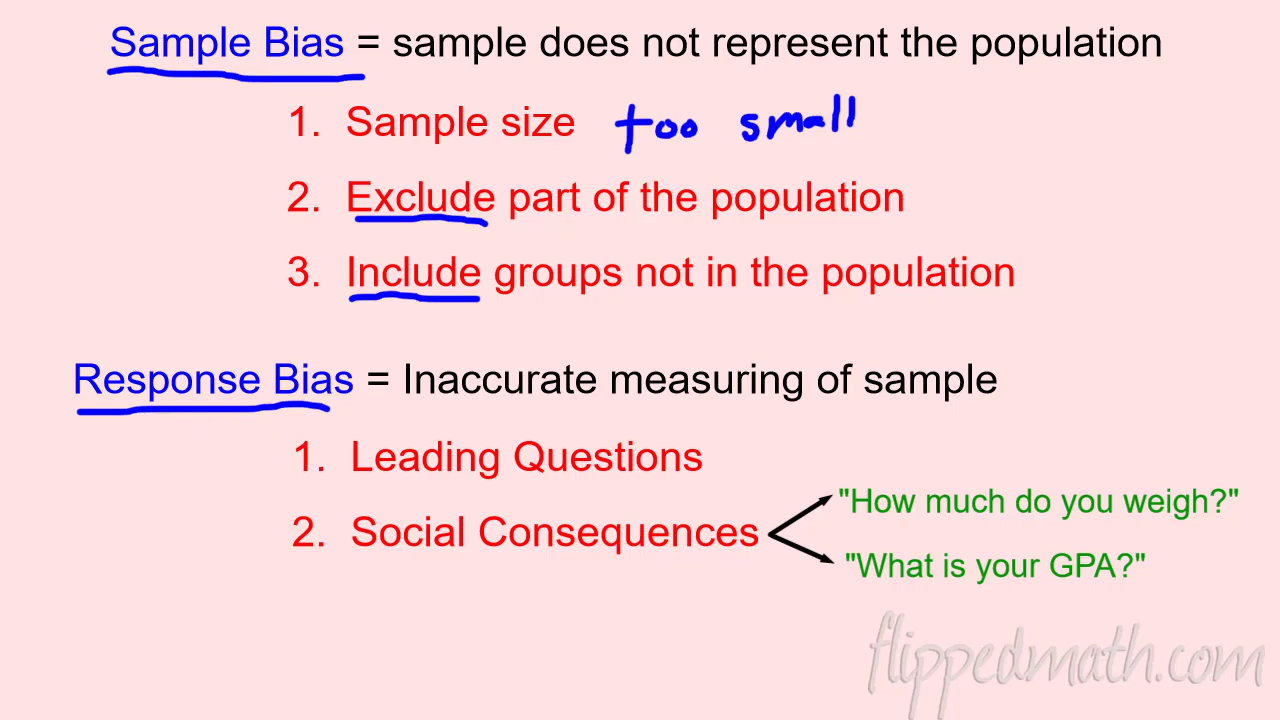 Sample Bias = sample does not represent the population
1. Sample size too small
2. Exclude part of the population
3. Include groups not in the population
Response Bias = Inaccurate measuring of sample
1. Leading Questions
"How much do you weigh?"
2. Social Consequences
"What is your GPA?"
flippedmath.com